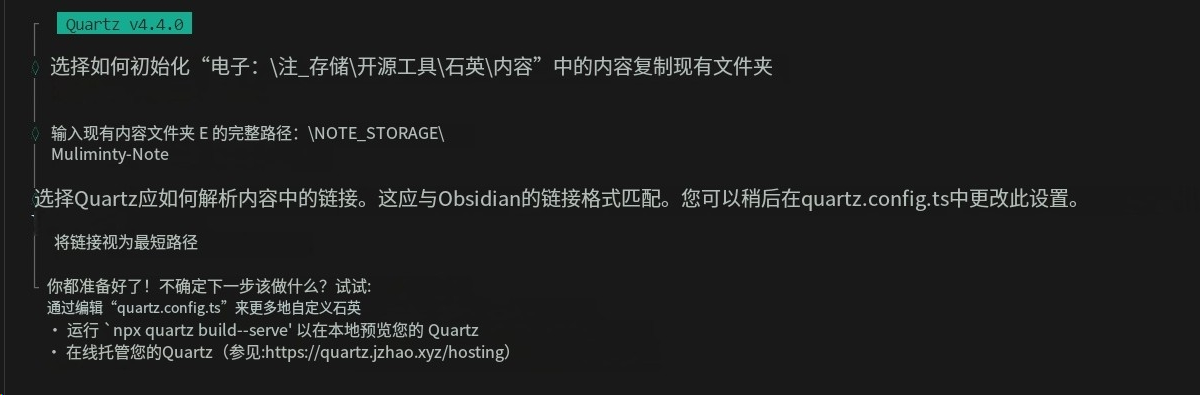 Quartz v4.4.0
选择如何初始化“电子：\注_存储\开源工具\石英\内容”中的内容复制现有文件夹
输入现有内容文件夹 E 的完整路径：\NOTE_STORAGE\
Muliminty-Note
选择Quartz应如何解析内容中的链接。这应与Obsidian的链接格式匹配。您可以稍后在quartz.config.ts中更改此设置。
将链接视为最短路径
你都准备好了！不确定下一步该做什么？试试:
通过编辑“quartz.config.ts”来更多地自定义石英
• 运行 `npx quartz build--serve' 以在本地预览您的 Quartz
• 在线托管您的Quartz（参见:https://quartz.jzhao.xyz/hosting）